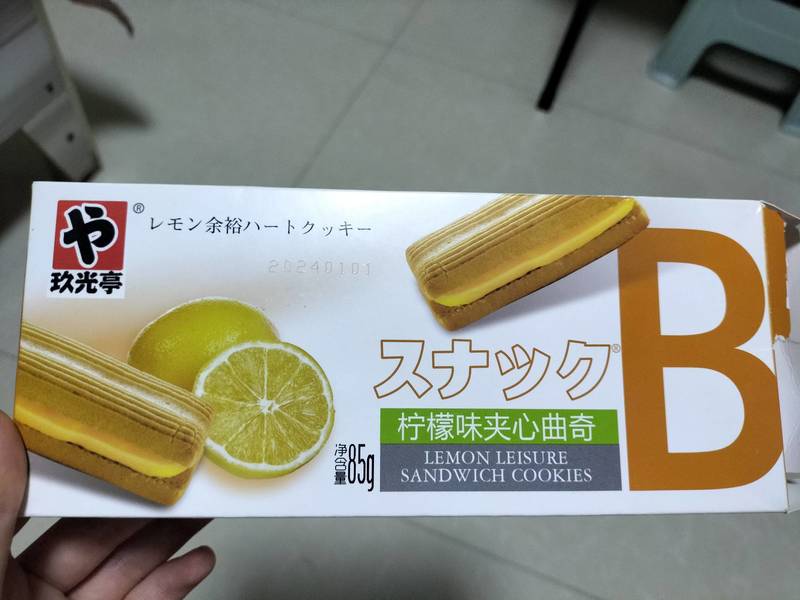 や
玖光亭
®
レモン余裕ハートクッキー
20240101
スナック®
柠檬味夹心曲奇
LEMON LEISURE
SANDWICH COOKIES
净含量85g
B